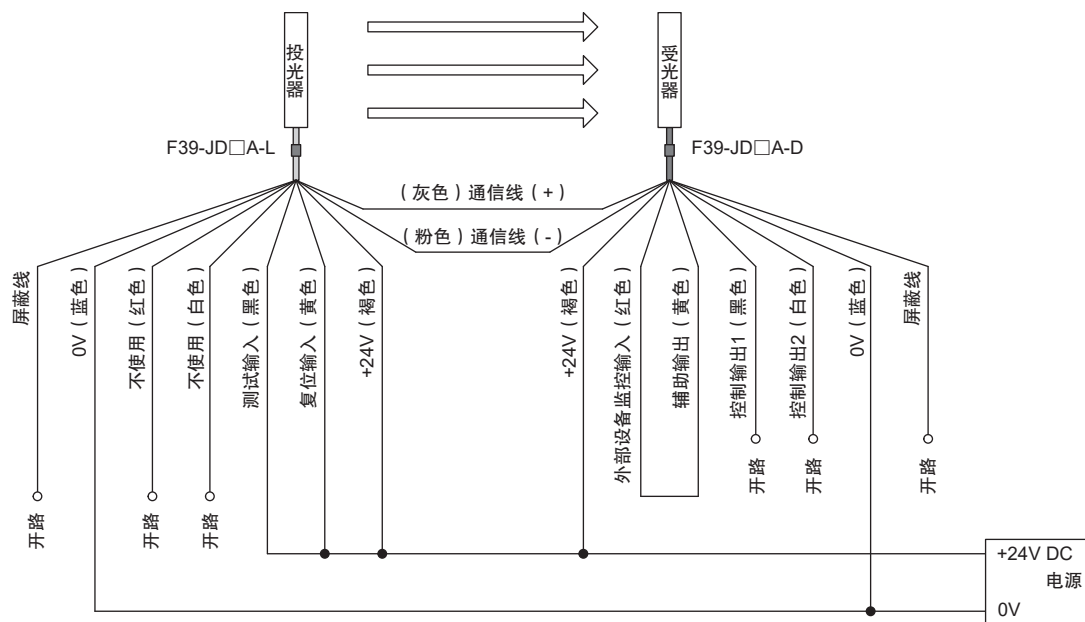 投光器
受光器
F39-JD□A-L
F39-JD□A-D
（灰色）通信线（+）
（粉色）通信线（-）
屏蔽线
0V（蓝色）
不使用（红色）
不使用（白色）
测试输入（黑色）
复位输入（黄色）
+24V（褐色）
+24V（褐色）
外部设备监控输入（红色）
辅助输出（黄色）
控制输出1（黑色）
控制输出2（白色）
0V（蓝色）
屏蔽线
开路
开路
开路
开路
开路
开路
+24V DC
电源
0V